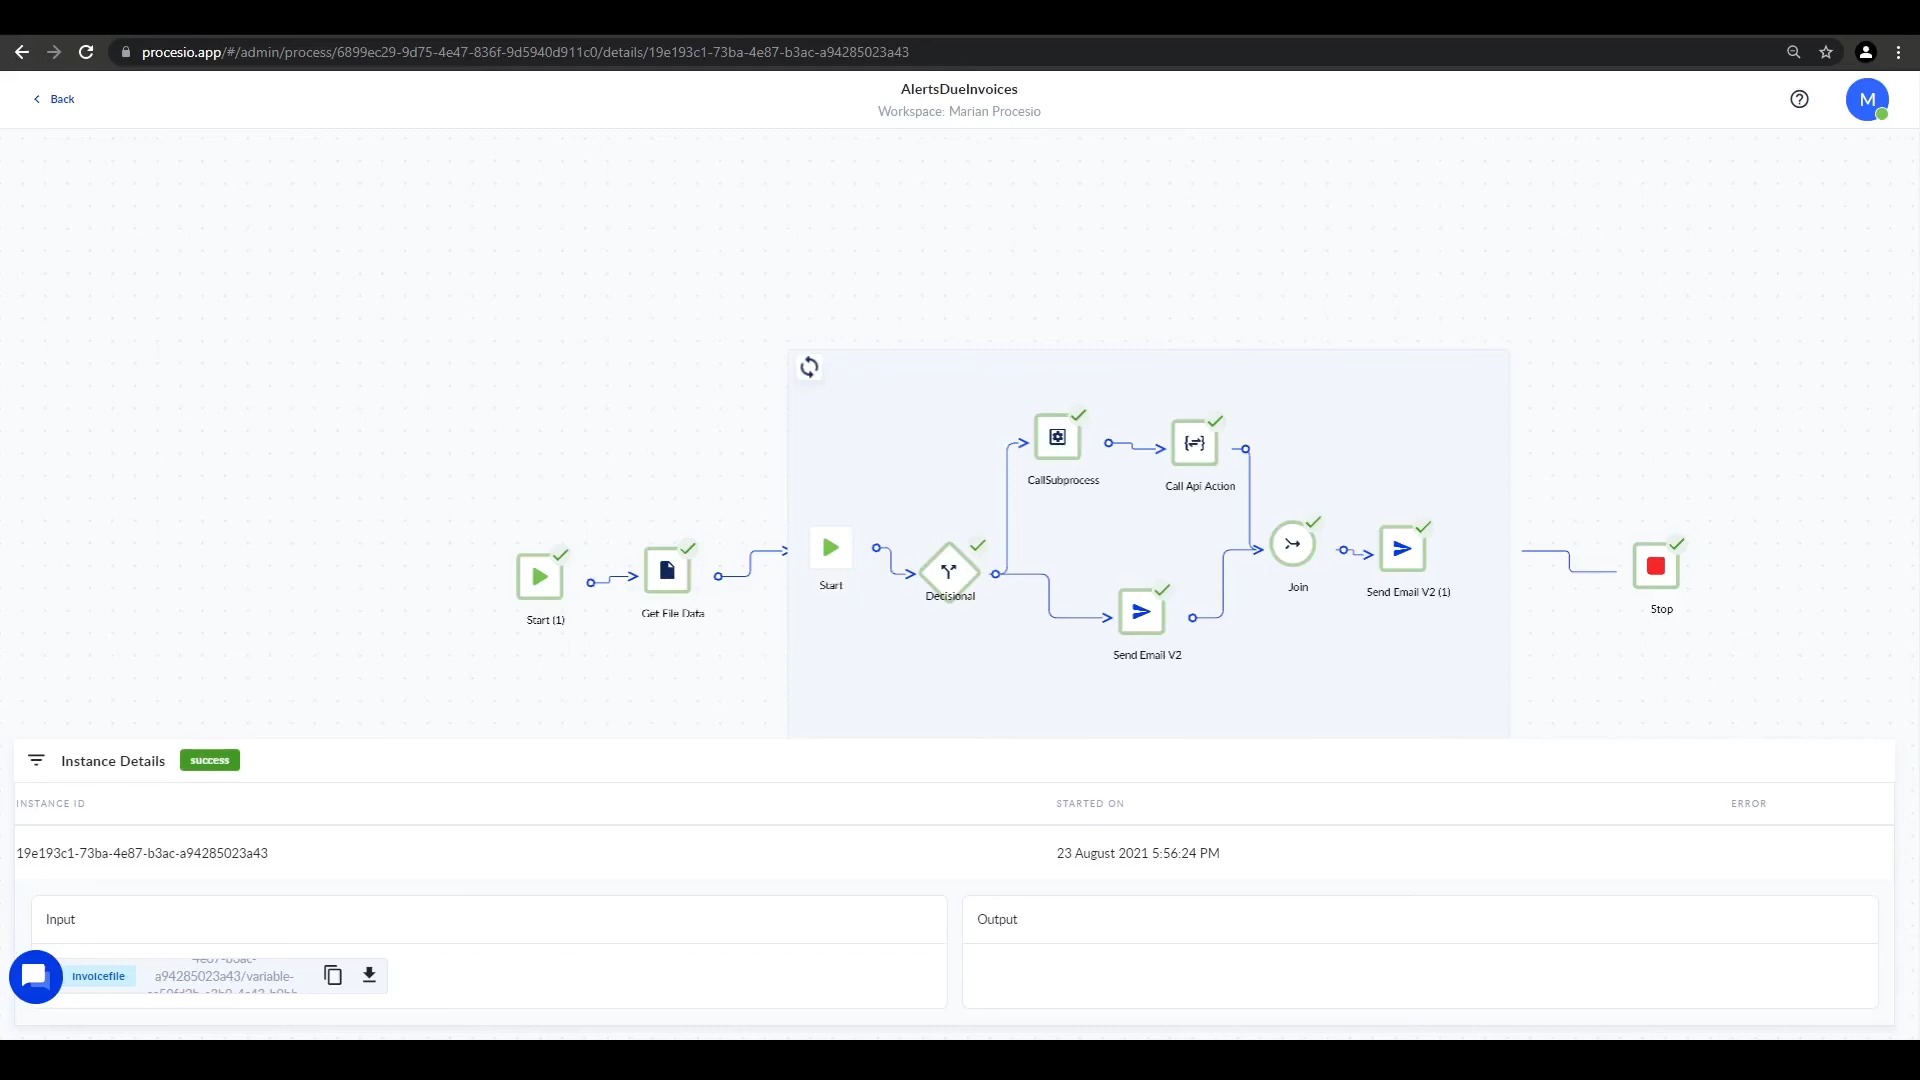 procesio.app/#/admin/process/6899ec29-9d75-4e47-836f-9d5940d911c0/details/19e193c1-73ba-4e87-b3ac-a94285023a43
Back
AlertsDueInvoices
Workspace: Marian Procesio
M
CallSubprocess
Call Api Action
Start
Decisional
Join
Send Email V2 (1)
Start (1)
Get File Data
Stop
Send Email V2
Instance Details
success
INSTANCE ID
STARTED ON
ERROR
19e193c1-73ba-4e87-b3ac-a94285023a43
23 August 2021 5:56:24 PM
Input
Output
4e87-b3ac-
invoicefile
a94285023a43/variable-